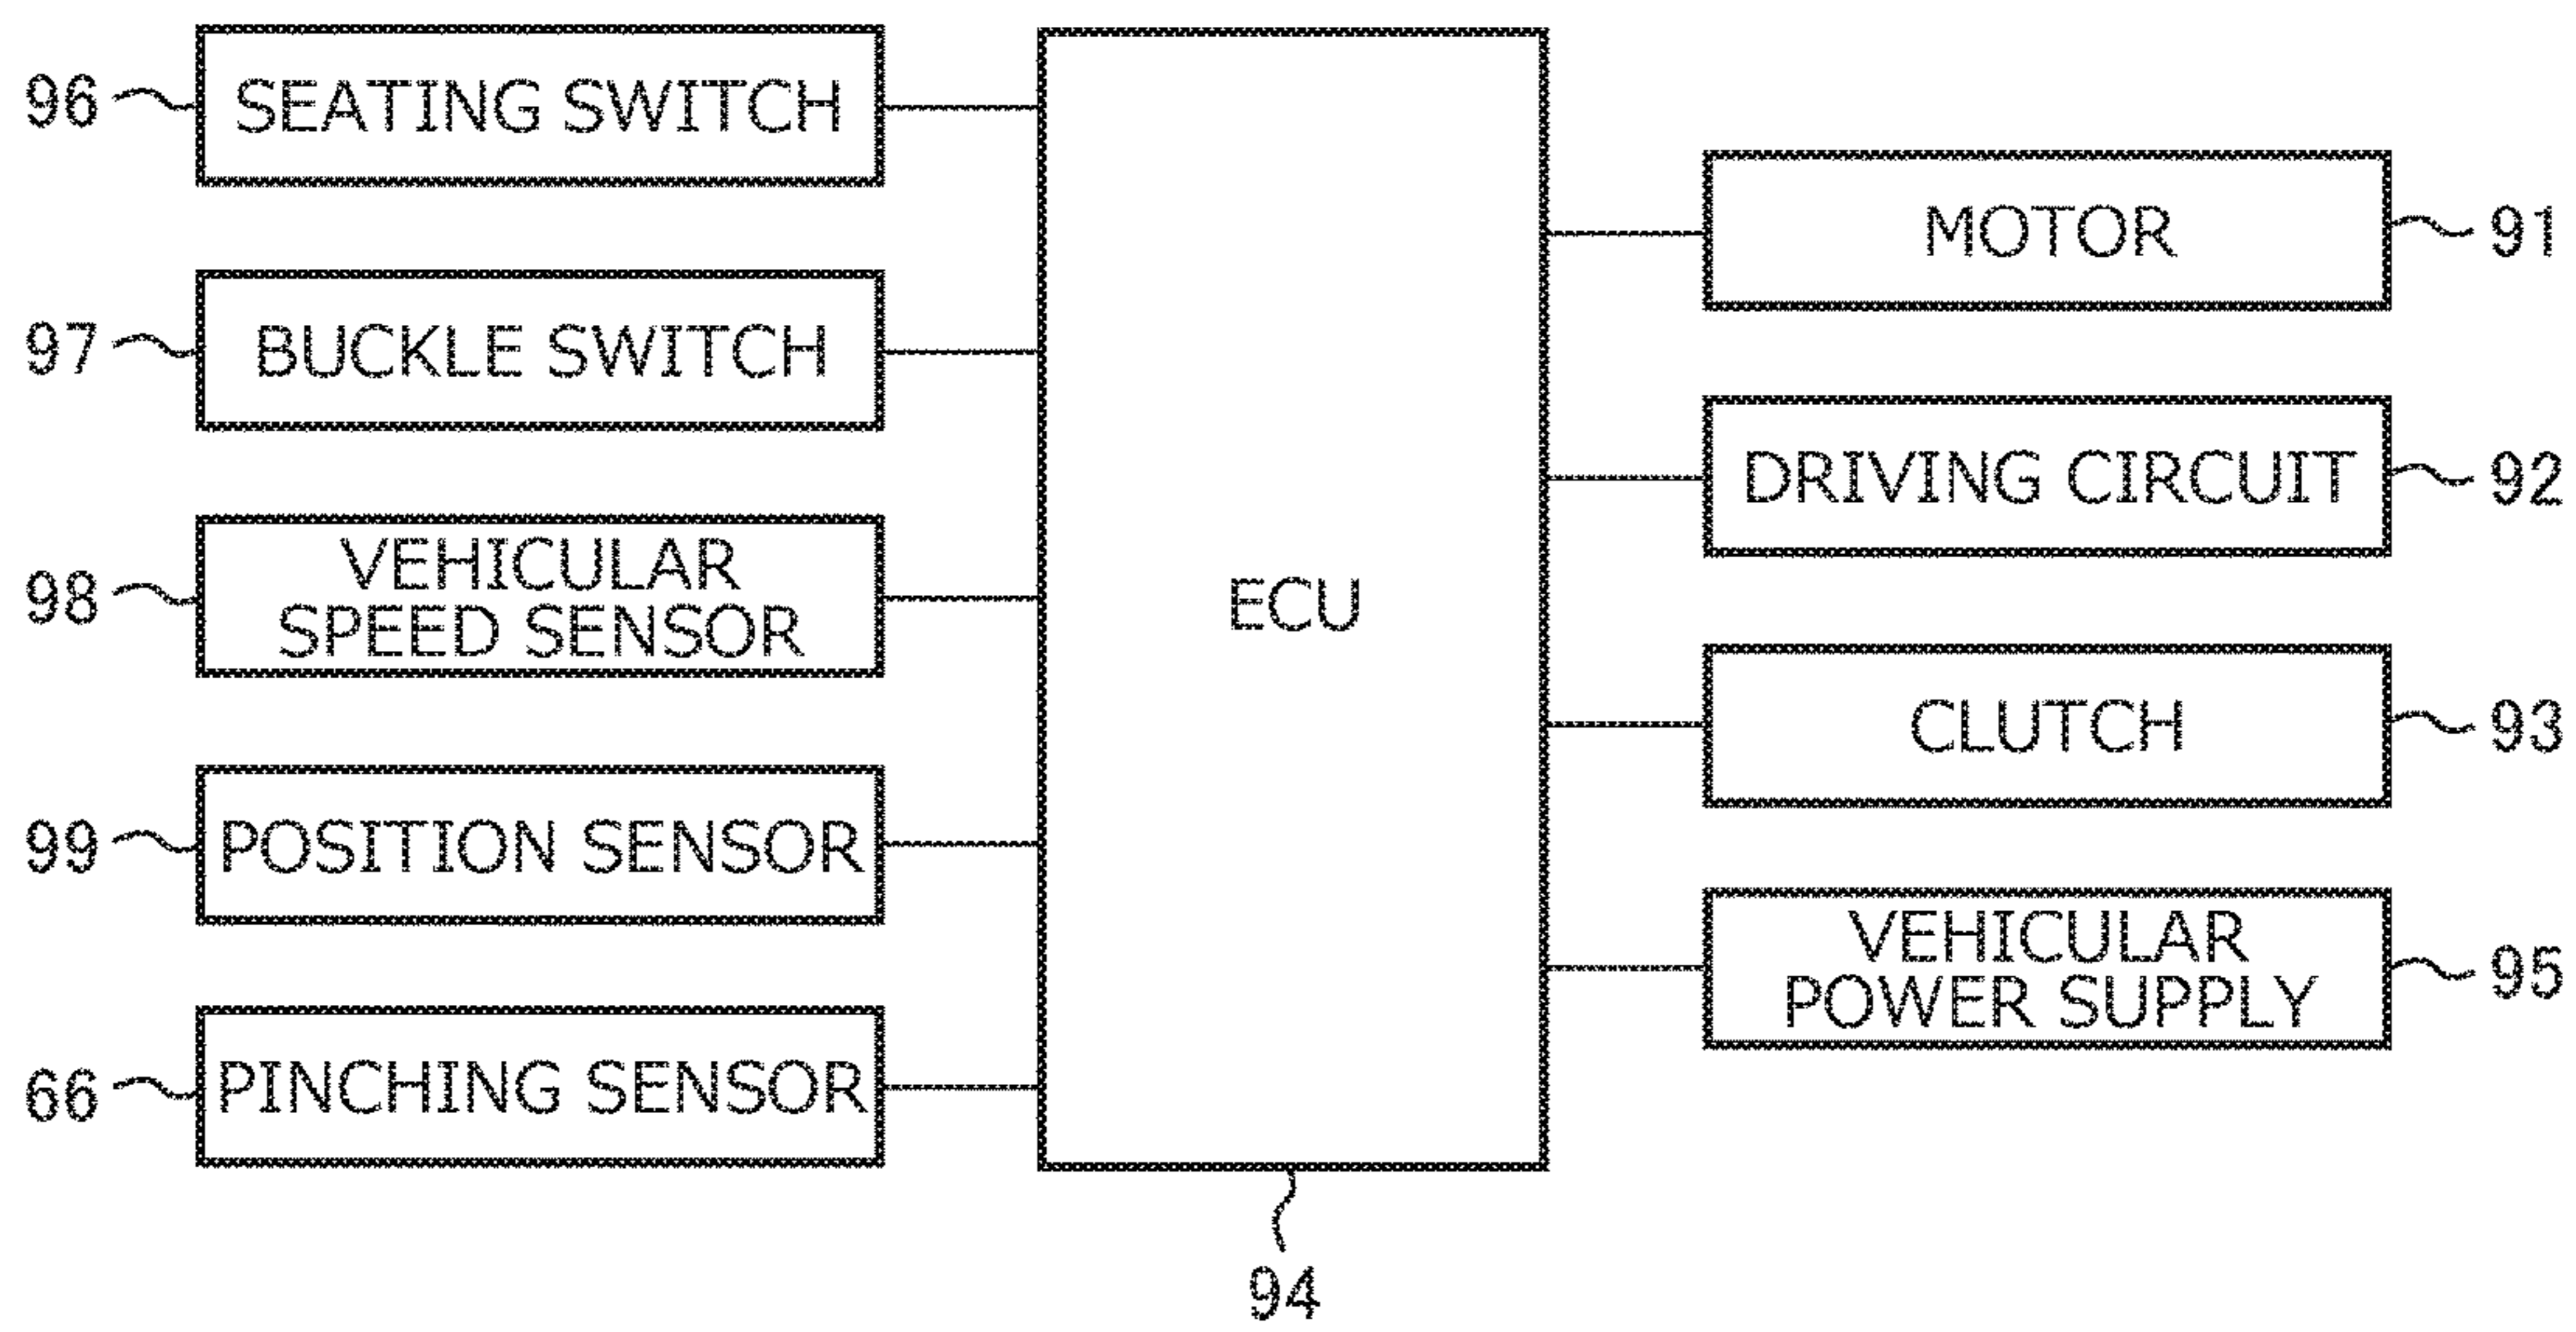 96 SEATING SWITCH
97 BUCKLE SWITCH
98 VEHICULAR
SPEED SENSOR
99 POSITION SENSOR
66 PINCHING SENSOR
ECU
94
MOTOR 91
DRIVING CIRCUIT 92
CLUTCH 93
VEHICULAR
POWER SUPPLY 95